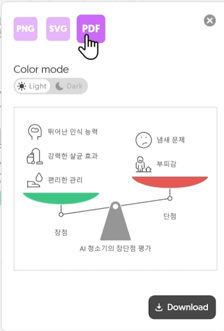 PNG SVG PDF
Color mode
Light Dark
뛰어난 인식 능력
강력한 살균 효과
편리한 관리
냄새 문제
부피감
장점
단점
AI 청소기의 장단점 평가
Download